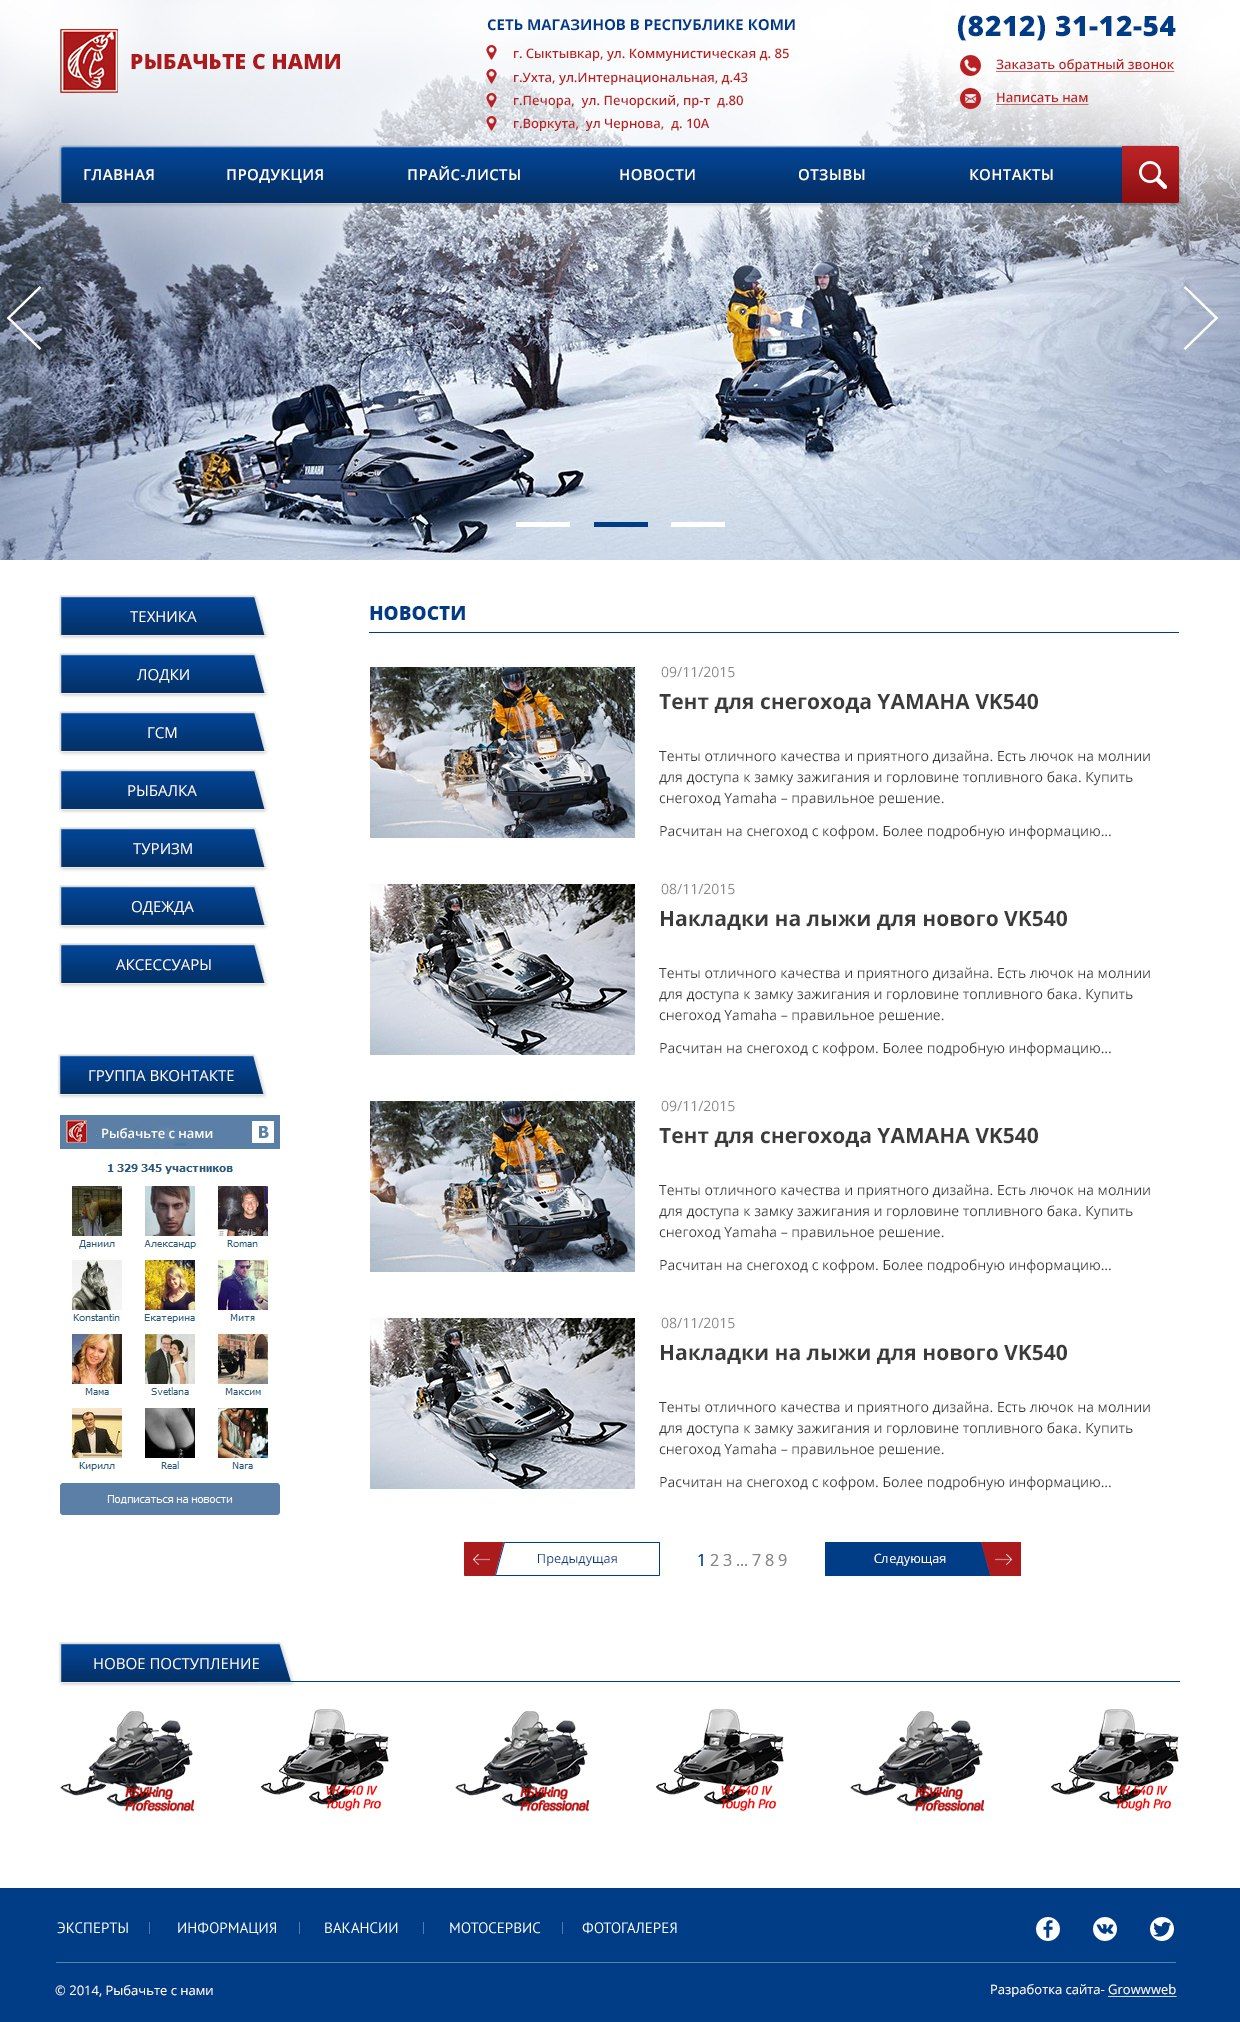 РЫБАЧЬТЕ С НАМИ
СЕТЬ МАГАЗИНОВ В РЕСПУБЛИКЕ КОМИ
г. Сыктывкар, ул. Коммунистическая д. 85
г.Ухта, ул.Интернациональная, д.43
г.Печора, ул. Печорский, пр-т д.80
г.Воркута, ул Чернова, д. 10А
(8212) 31-12-54
Заказать обратный звонок
Написать нам
ГЛАВНАЯ ПРОДУКЦИЯ ПРАЙС-ЛИСТЫ НОВОСТИ ОТЗЫВЫ КОНТАКТЫ
YAMAHA
ТЕХНИКА
ЛОДКИ
ГСМ
РЫБАЛКА
ТУРИЗМ
ОДЕЖДА
АКСЕССУАРЫ
ГРУППА ВКОНТАКТЕ
Рыбачьте с нами B
1 329 345 участников
Даниил Александр Roman
Konstantin Екатерина Митя
Мама Svetlana Максим
Кирилл Real Nara
Подписаться на новости
НОВОСТИ
09/11/2015
Тент для снегохода YAMAHA VK540
Тенты отличного качества и приятного дизайна. Есть лючок на молнии
для доступа к замку зажигания и горловине топливного бака. Купить
снегоход Yamaha – правильное решение.
Расчитан на снегоход с кофром. Более подробную информацию...
08/11/2015
Накладки на лыжи для нового VK540
Тенты отличного качества и приятного дизайна. Есть лючок на молнии
для доступа к замку зажигания и горловине топливного бака. Купить
снегоход Yamaha – правильное решение.
Расчитан на снегоход с кофром. Более подробную информацию...
09/11/2015
Тент для снегохода YAMAHA VK540
Тенты отличного качества и приятного дизайна. Есть лючок на молнии
для доступа к замку зажигания и горловине топливного бака. Купить
снегоход Yamaha – правильное решение.
Расчитан на снегоход с кофром. Более подробную информацию...
08/11/2015
Накладки на лыжи для нового VK540
Тенты отличного качества и приятного дизайна. Есть лючок на молнии
для доступа к замку зажигания и горловине топливного бака. Купить
снегоход Yamaha – правильное решение.
Расчитан на снегоход с кофром. Более подробную информацию...
Предыдущая 1 2 3 ... 7 8 9 Следующая
НОВОЕ ПОСТУПЛЕНИЕ
RSViking
Professional
VK 540 IV
Tough Pro
RSViking
Professional
VK 540 IV
Tough Pro
RSViking
Professional
VK 540 IV
Tough Pro
ЭКСПЕРТЫ ИНФОРМАЦИЯ ВАКАНСИИ МОТОСЕРВИС ФОТОГАЛЕРЕЯ
© 2014, Рыбачьте с нами
Разработка сайта- Growwweb